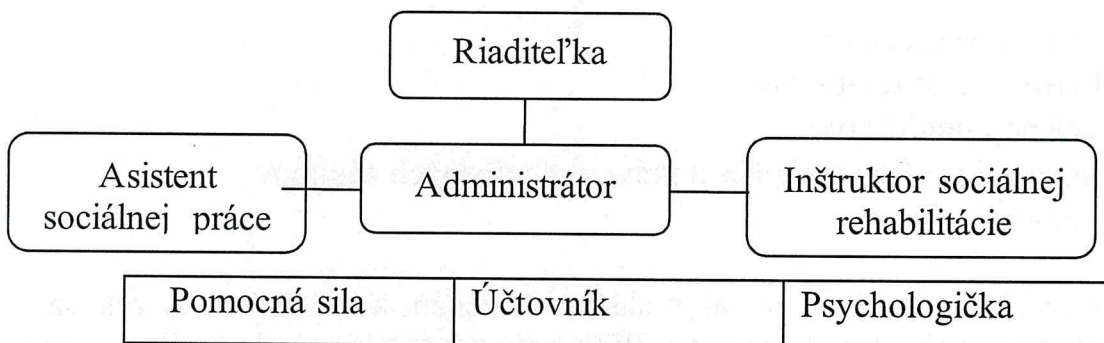 Riaditeľka
Asistent
sociálnej práce
Administrátor
Inštruktor sociálnej
rehabilitácie
Pomocná sila
Účtovník
Psychologička